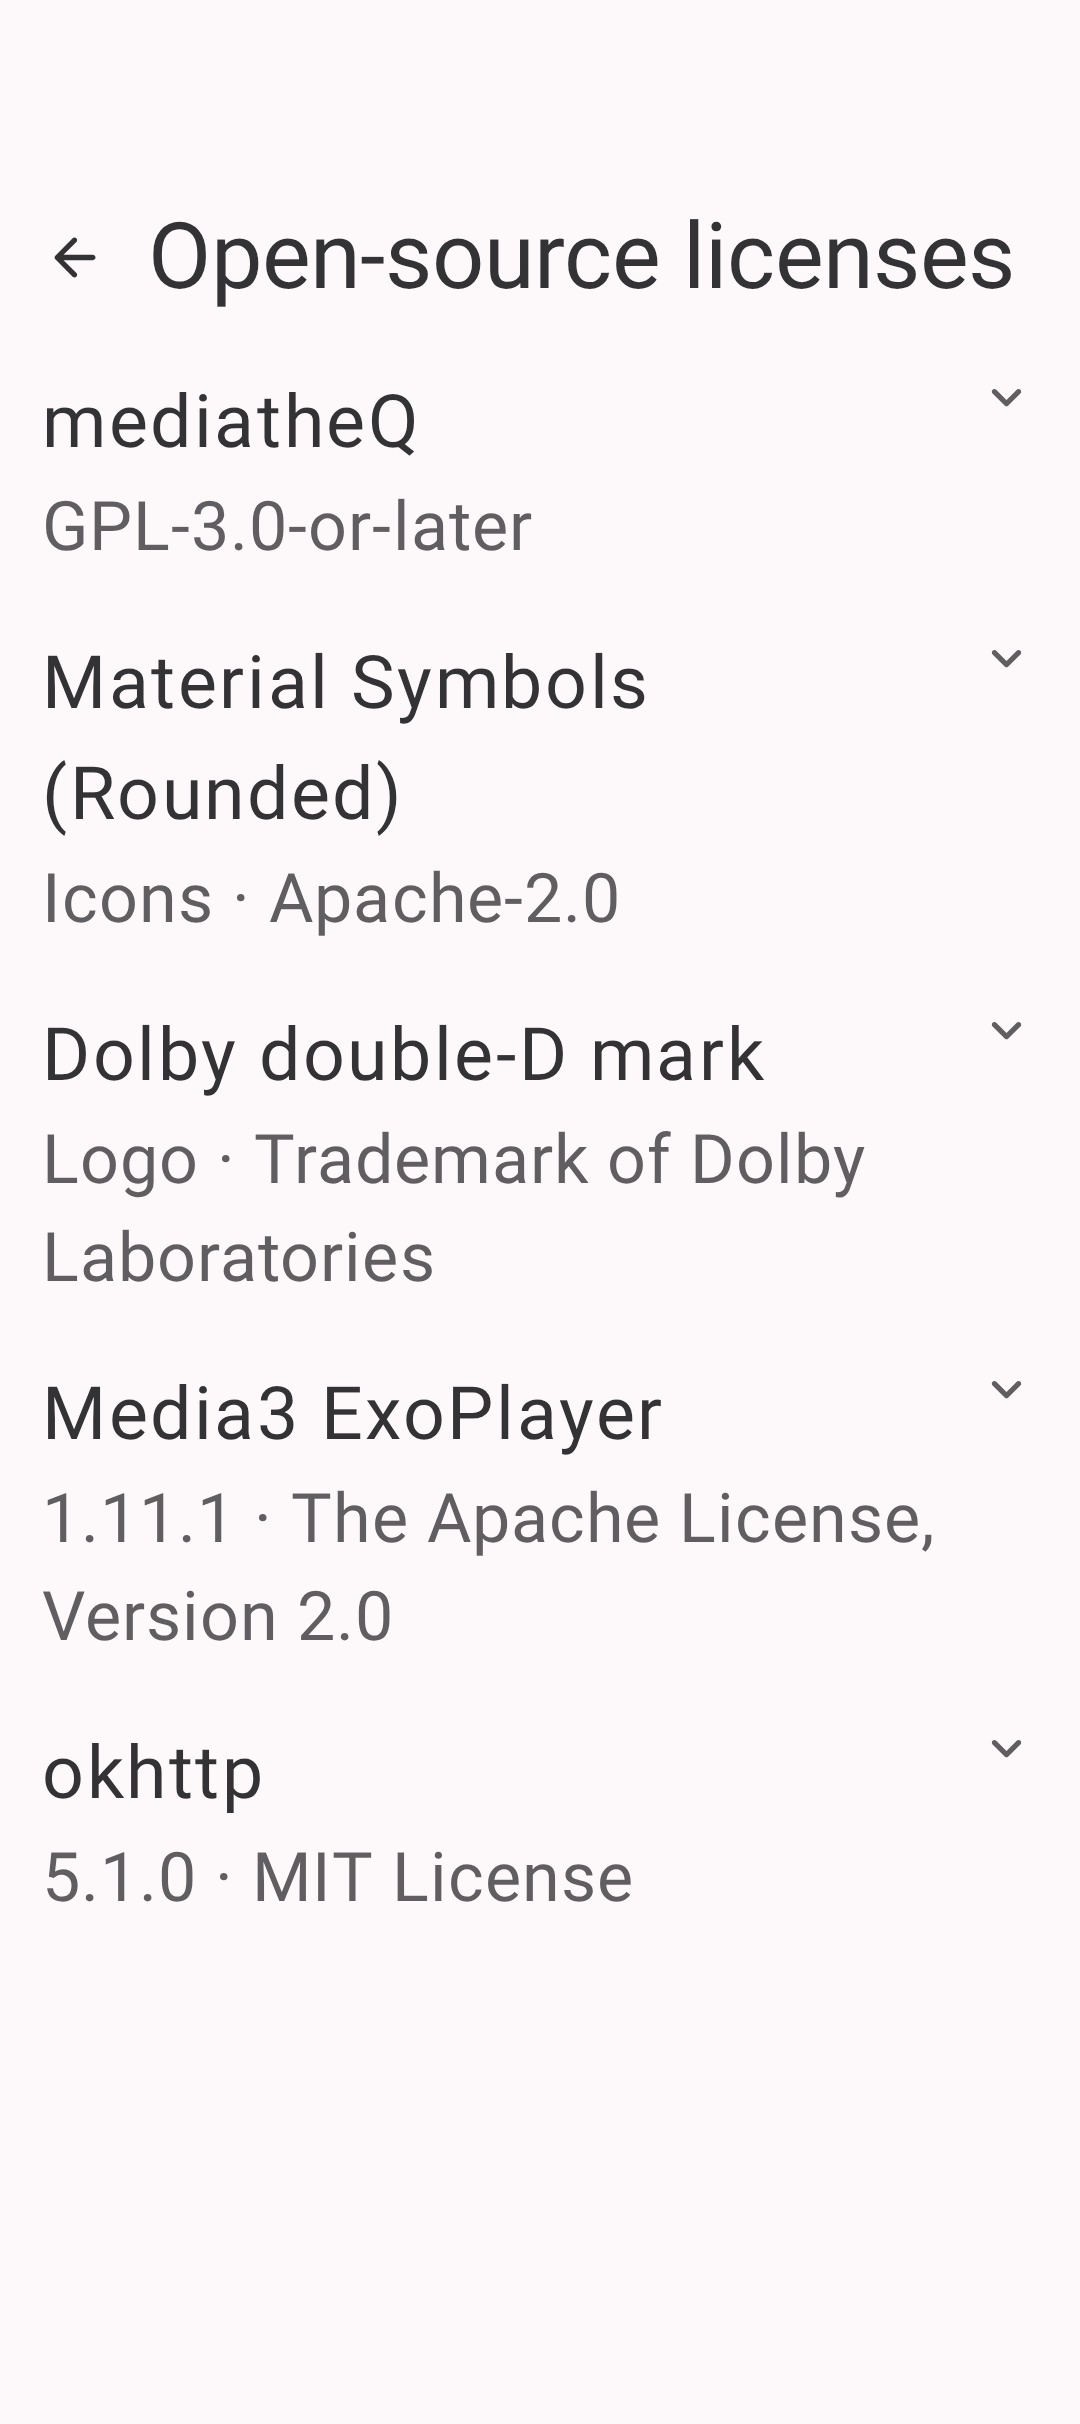 Open-source licenses
mediatheQ
GPL-3.0-or-later
Material Symbols
(Rounded)
Icons · Apache-2.0
Dolby double-D mark
Logo · Trademark of Dolby
Laboratories
Media3 ExoPlayer
1.11.1 · The Apache License,
Version 2.0
okhttp
5.1.0 · MIT License